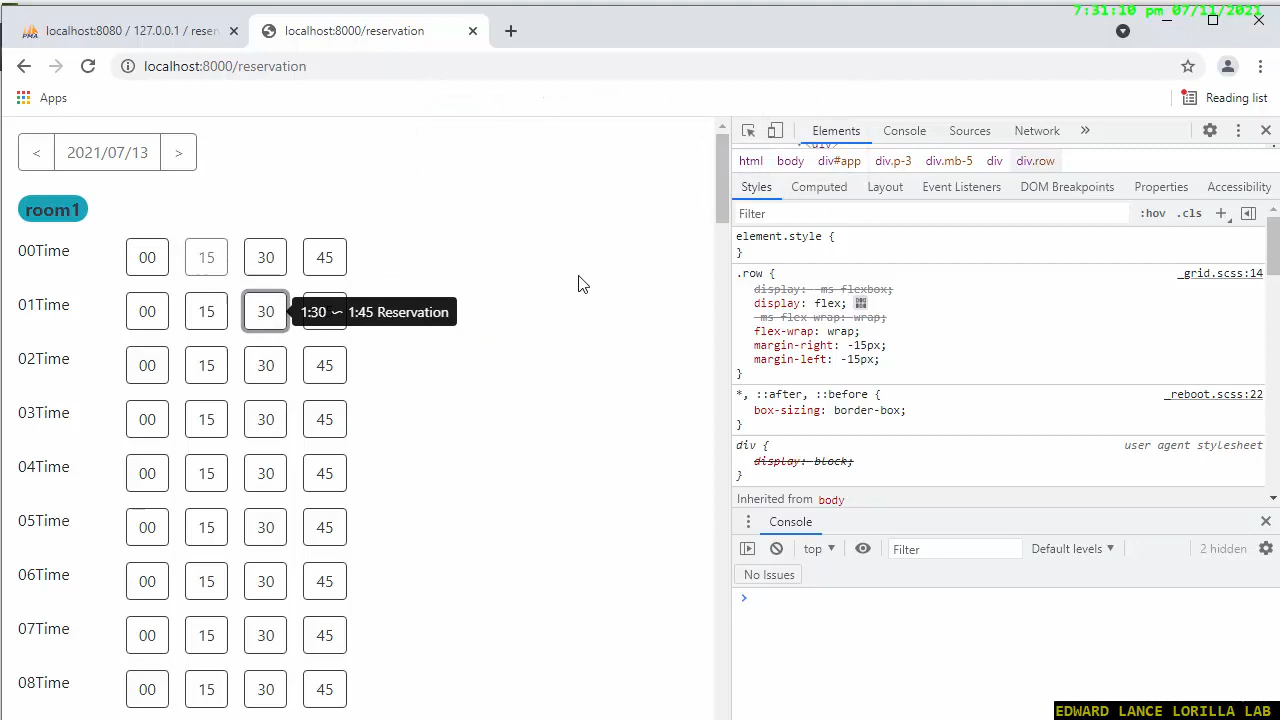 7:31:10 pm 07/11/2021
localhost:8080 / 127.0.0.1 / reser
localhost:8000/reservation
localhost:8000/reservation
Apps
Reading list
< 2021/07/13 >
room1
00Time 00 15 30 45
01Time 00 15 30
1:30 ∽ 1:45 Reservation
02Time 00 15 30 45
03Time 00 15 30 45
04Time 00 15 30 45
05Time 00 15 30 45
06Time 00 15 30 45
07Time 00 15 30 45
08Time 00 15 30 45
Elements Console Sources Network »
html body div#app div.p-3 div.mb-5 div div.row
Styles Computed Layout Event Listeners DOM Breakpoints Properties Accessibility
Filter :hov .cls +
element.style {
}
.row { _grid.scss:14
display: -ms-flexbox;
display: flex;
-ms-flex-wrap: wrap;
flex-wrap: wrap;
margin-right: -15px;
margin-left: -15px;
}
*, ::after, ::before { _reboot.scss:22
box-sizing: border-box;
}
div { user agent stylesheet
display: block;
}
Inherited from body
Console
top ▼ Filter Default levels ▼ 2 hidden
No Issues
>
EDWARD LANCE LORILLA LAB